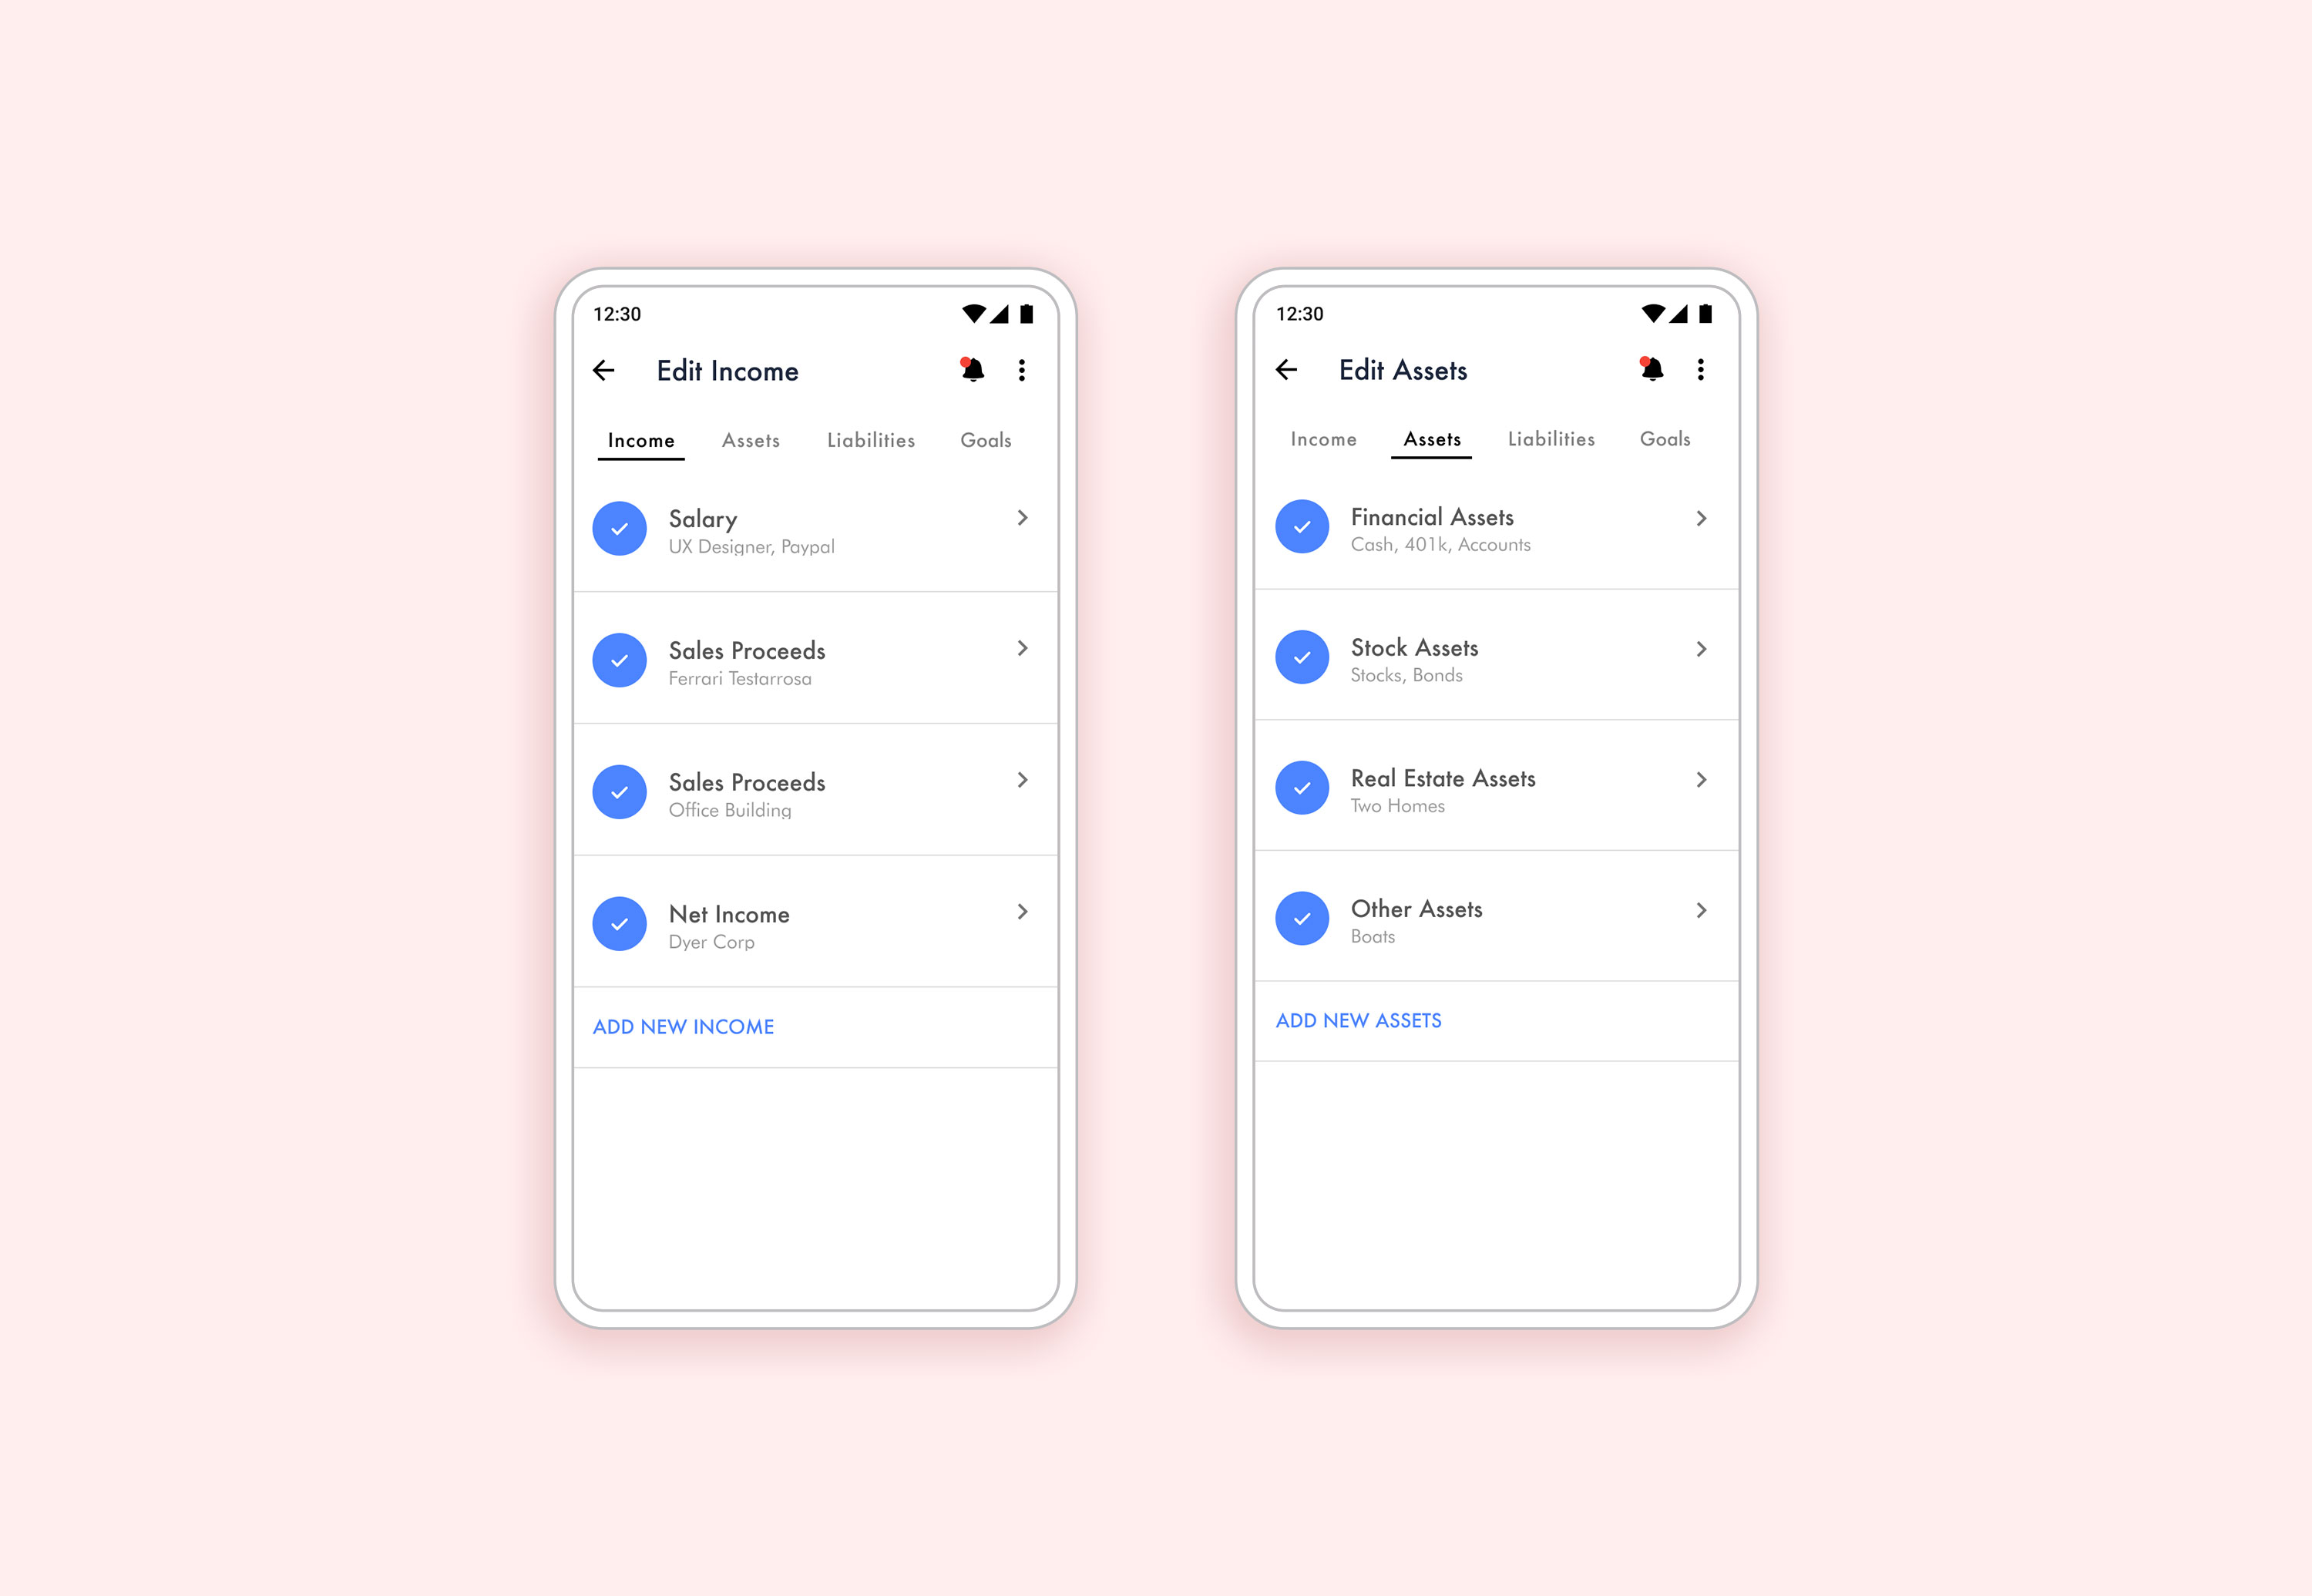 12:30
Edit Income
Income Assets Liabilities Goals
Salary
UX Designer, Paypal
Sales Proceeds
Ferrari Testarrosa
Sales Proceeds
Office Building
Net Income
Dyer Corp
ADD NEW INCOME
12:30
Edit Assets
Income Assets Liabilities Goals
Financial Assets
Cash, 401k, Accounts
Stock Assets
Stocks, Bonds
Real Estate Assets
Two Homes
Other Assets
Boats
ADD NEW ASSETS